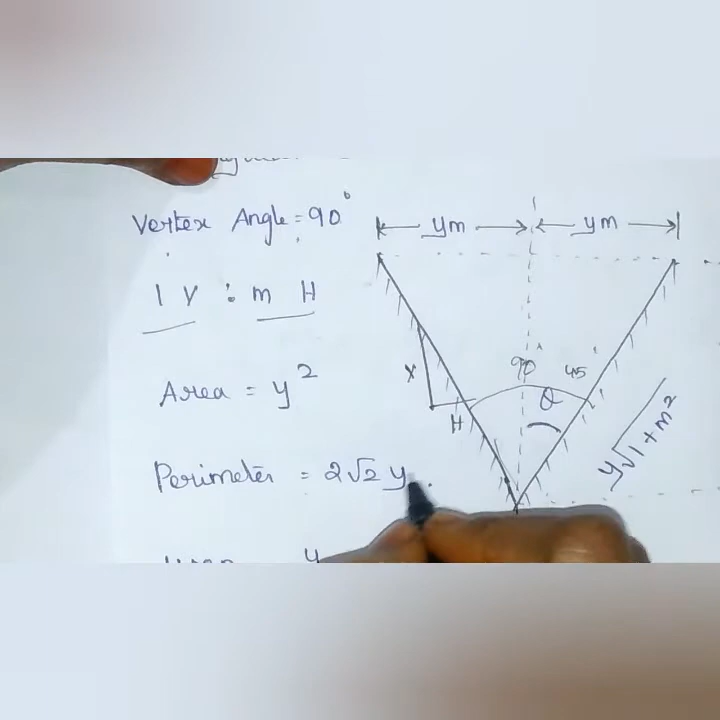 Vertex Angle = 90°
1 V : m H
Area = y²
Perimeter = 2√2 y
ym
ym
90°
45°
θ
V
H
y√1+m²